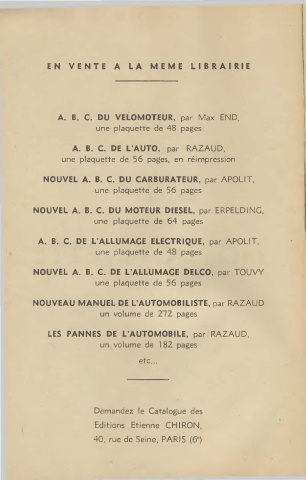 EN VENTE A LA MEME LIBRAIRIE
A. B. C. DU VELOMOTEUR, par Max END,
une plaquette de 48 pages
A. B. C. DE L'AUTO, par RAZAUD,
une plaquette de 56 pages, en réimpression
NOUVEL A. B. C. DU CARBURATEUR, par APOLIT,
une plaquette de 56 pages
NOUVEL A. B. C. DU MOTEUR DIESEL, par ERPELDING,
une plaquette de 64 pages
A. B. C. DE L'ALLUMAGE ELECTRIQUE, par APOLIT,
une plaquette de 48 pages
NOUVEL A. B. C. DE L'ALLUMAGE DELCO, par TOUVY
une plaquette de 56 pages
NOUVEAU MANUEL DE L'AUTOMOBILISTE, par RAZAUD
un volume de 272 pages
LES PANNES DE L'AUTOMOBILE, par RAZAUD,
un volume de 182 pages
etc...
Demandez le Catalogue des
Editions Etienne CHIRON,
40, rue de Seine, PARIS (6e)